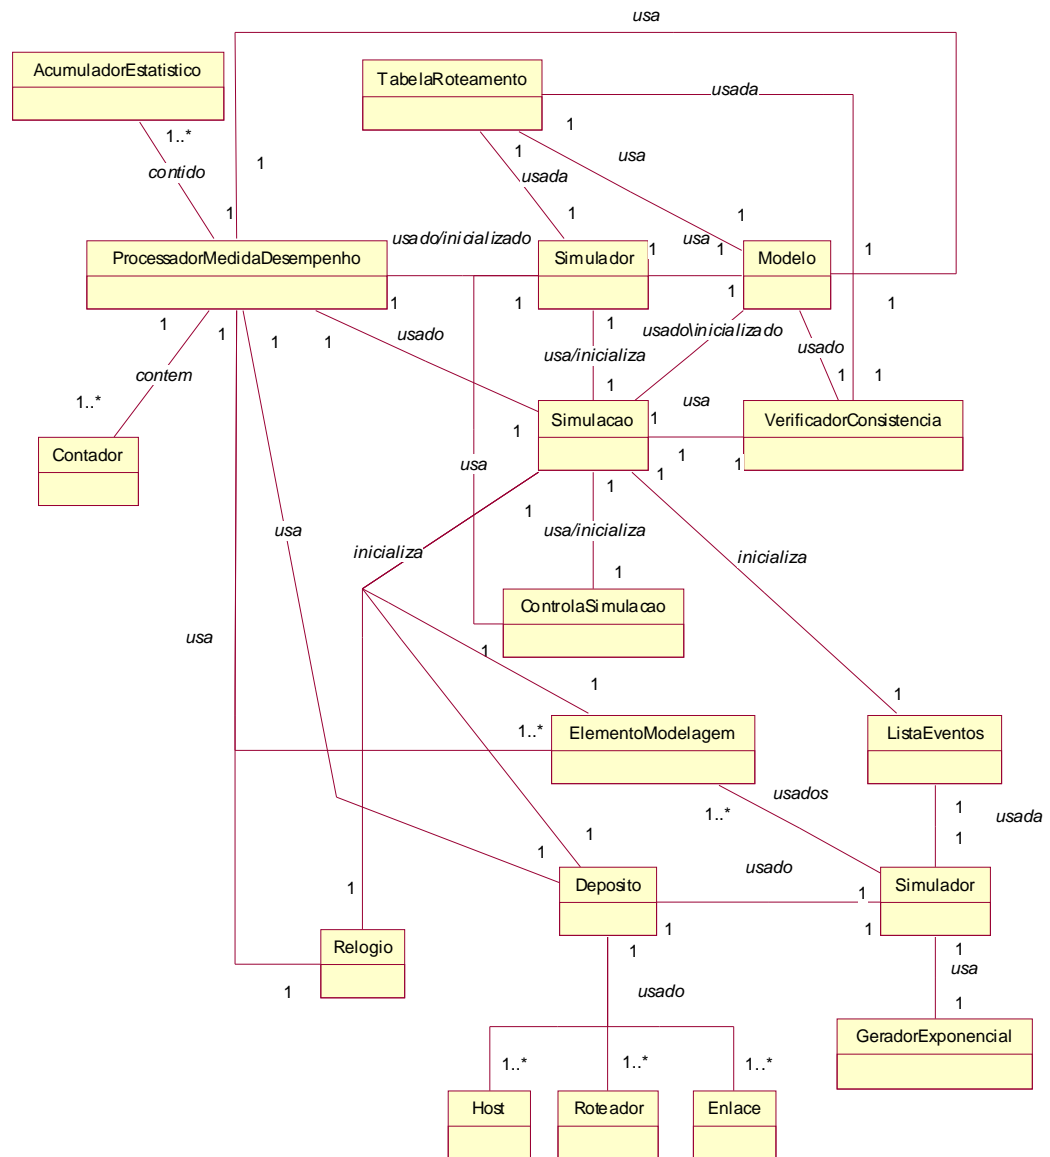 usa
AcumuladorEstatistico
TabelaRoteamento
usada
1..*
1
1
usa
contido
1
usada
1
1
1
1
usado/inicializado
usa
1
1
1
ProcessadorMedidaDesempenho
Simulador
Modelo
1
1
1
1
1
1
1
1
1
usado
usado\inicializado
usado
usa/inicializa
contem
1
1
1
1..*
usa
1
1
Simulacao
VerificadorConsistencia
1
Contador
1
1
usa
1
1
1
usa
usa/inicializa
inicializa
inicializa
1
ControlaSimulacao
usa
1
1
1
1..*
ElementoModelagem
ListaEventos
usados
1..*
1
usada
1
1
1
usado
Deposito
Simulador
1
1
1
1
Relogio
1
1
usa
1
usado
1
GeradorExponencial
1..*
1..*
1..*
Host
Roteador
Enlace